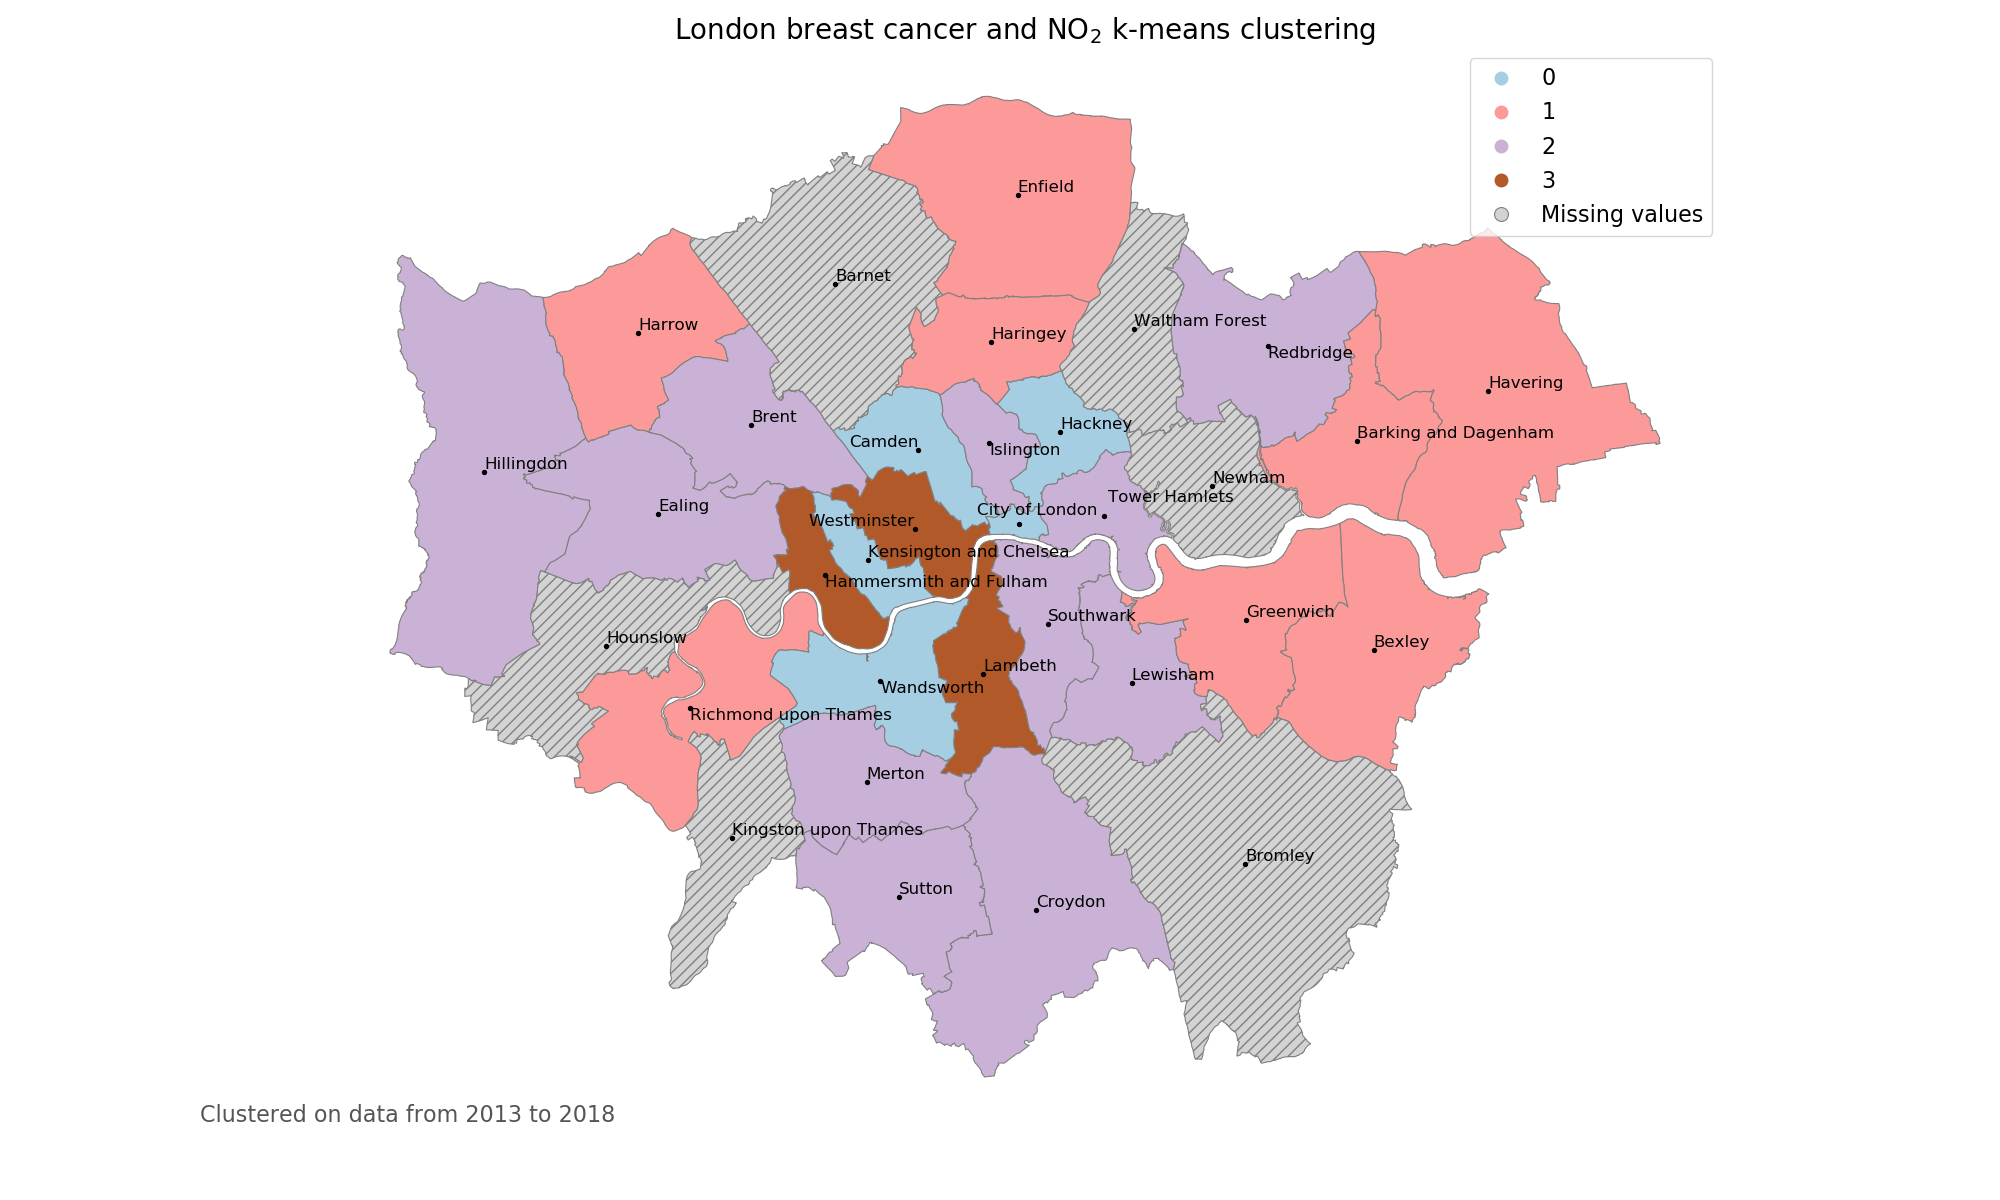 London breast cancer and NO₂ k-means clustering
0
1
2
3
Missing values
Enfield
Barnet
Harrow
Haringey
Waltham Forest
Redbridge
Havering
Brent
Hackney
Camden
Islington
Barking and Dagenham
Hillingdon
Newham
Ealing
Tower Hamlets
City of London
Westminster
Kensington and Chelsea
Hammersmith and Fulham
Southwark
Greenwich
Hounslow
Bexley
Lambeth
Lewisham
Wandsworth
Richmond upon Thames
Merton
Kingston upon Thames
Bromley
Sutton
Croydon
Clustered on data from 2013 to 2018